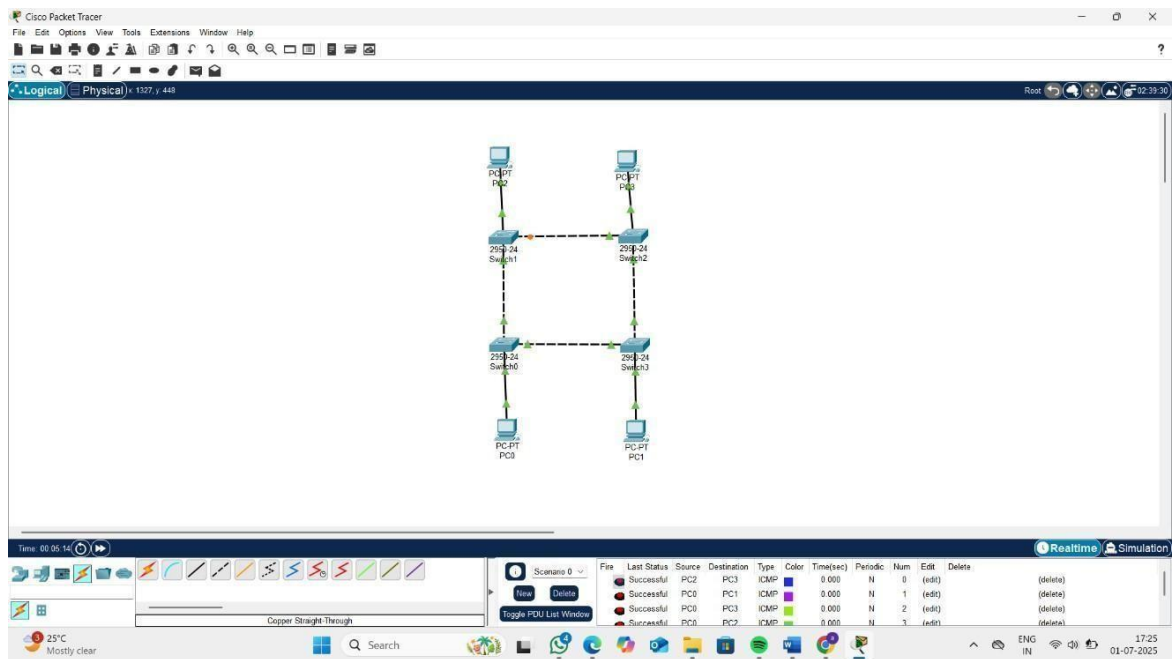 Cisco Packet Tracer
File Edit Options View Tools Extensions Window Help
?
Logical Physical x: 1327, y: 448 Root 02:39:30
PC-PT
PC2
PC-PT
PC3
2950-24
Switch1
2950-24
Switch2
2950-24
Switch0
2950-24
Switch3
PC-PT
PC0
PC-PT
PC1
Time: 00:05:14 Realtime Simulation
Scenario 0
New Delete
Toggle PDU List Window
Fire Last Status Source Destination Type Color Time(sec) Periodic Num Edit Delete
Successful PC2 PC3 ICMP 0.000 N 0 (edit) (delete)
Successful PC0 PC1 ICMP 0.000 N 1 (edit) (delete)
Successful PC0 PC3 ICMP 0.000 N 2 (edit) (delete)
Successful PC0 PC2 ICMP 0.000 N 3 (edit) (delete)
Copper Straight-Through
3
25°C
Mostly clear
Search
ENG
IN
17:25
01-07-2025